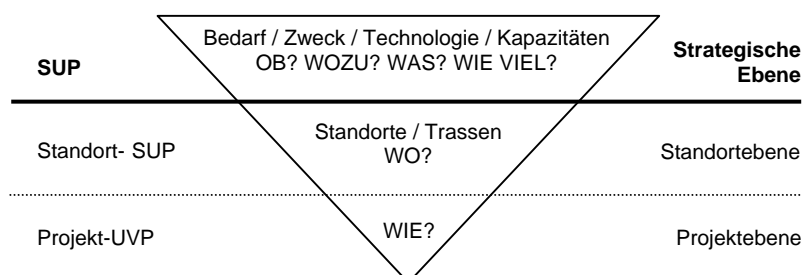 Bedarf / Zweck / Technologie / Kapazitäten
OB? WOZU? WAS? WIE VIEL?
SUP
Strategische
Ebene
Standorte / Trassen
WO?
Standort- SUP
Standortebene
WIE?
Projekt-UVP
Projektebene